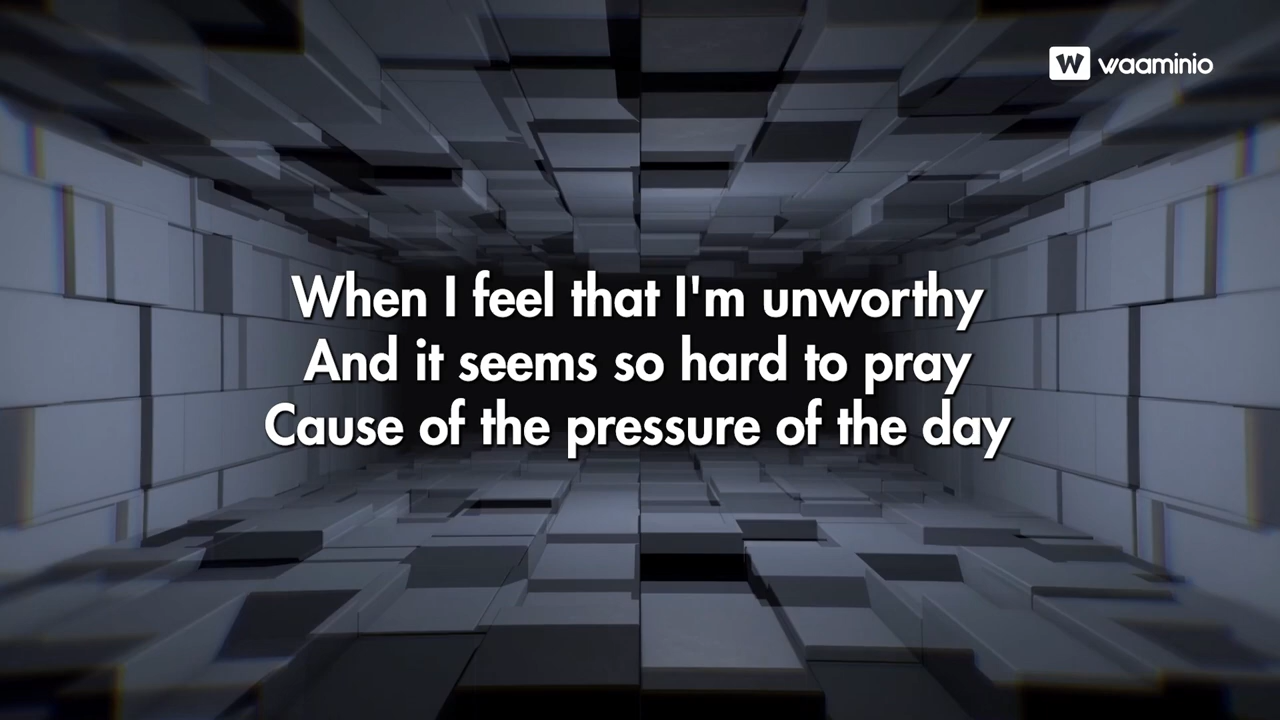 W waaminio
When I feel that I'm unworthy
And it seems so hard to pray
Cause of the pressure of the day